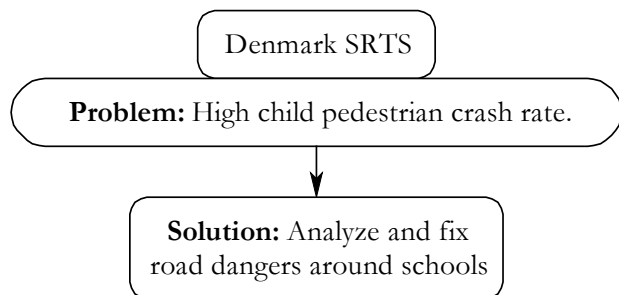 Denmark SRTS
Problem: High child pedestrian crash rate.
Solution: Analyze and fix
road dangers around schools